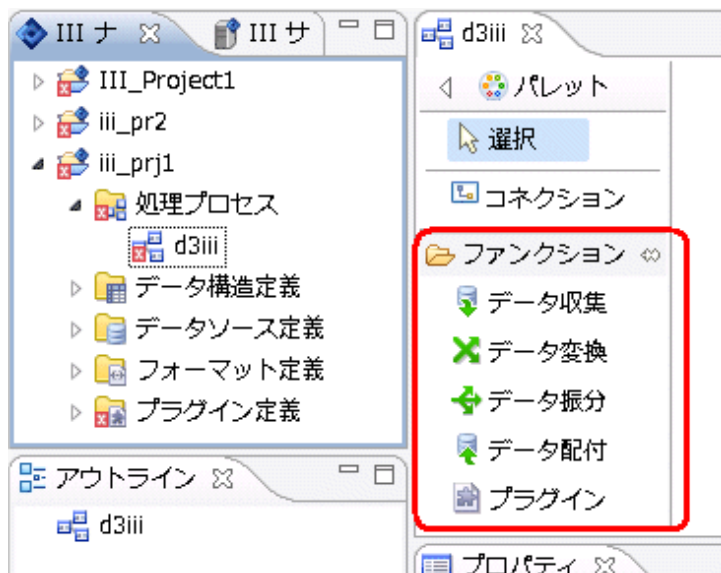 III ナ
III サ
III_Project1
iii_pr2
iii_prj1
処理プロセス
d3iii
データ構造定義
データソース定義
フォーマット定義
プラグイン定義
アウトライン
d3iii
d3iii
パレット
選択
コネクション
ファンクション
データ収集
データ変換
データ振分
データ配付
プラグイン
プロパティ